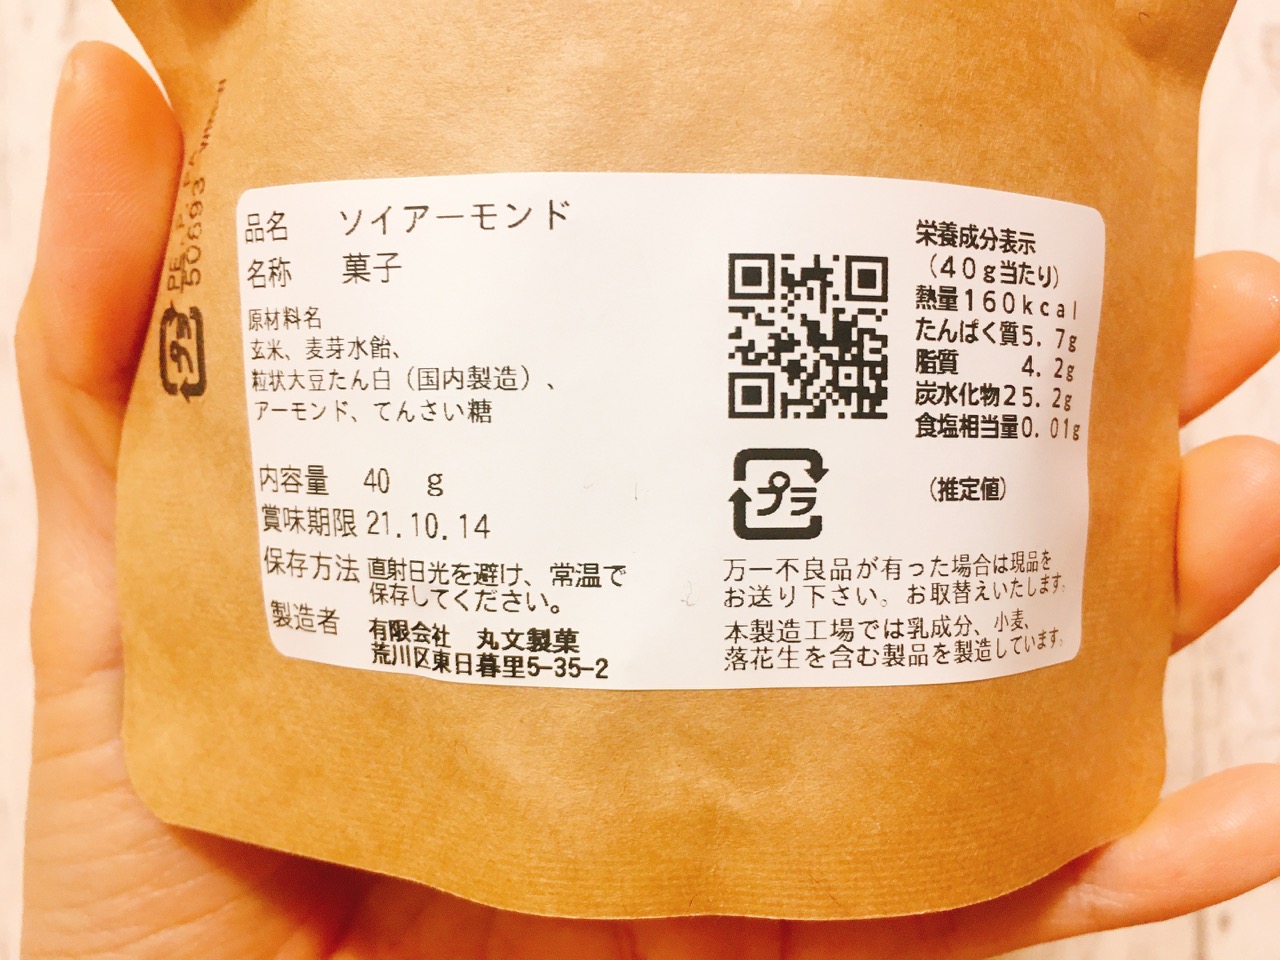 品名 ソイアーモンド
名称 菓子
原材料名
玄米、麦芽水飴、
粒状大豆たん白（国内製造）、
アーモンド、てんさい糖
内容量 40 g
賞味期限 21.10.14
保存方法 直射日光を避け、常温で
保存してください。
製造者 有限会社 丸文製菓
荒川区東日暮里5-35-2
栄養成分表示
（40g当たり）
熱量160kcal
たんぱく質5.7g
脂質 4.2g
炭水化物25.2g
食塩相当量0.01g
（推定値）
プラ
万一不良品が有った場合は現品を
お送り下さい。お取替えいたします。
本製造工場では乳成分、小麦、
落花生を含む製品を製造しています。
プラ
50693